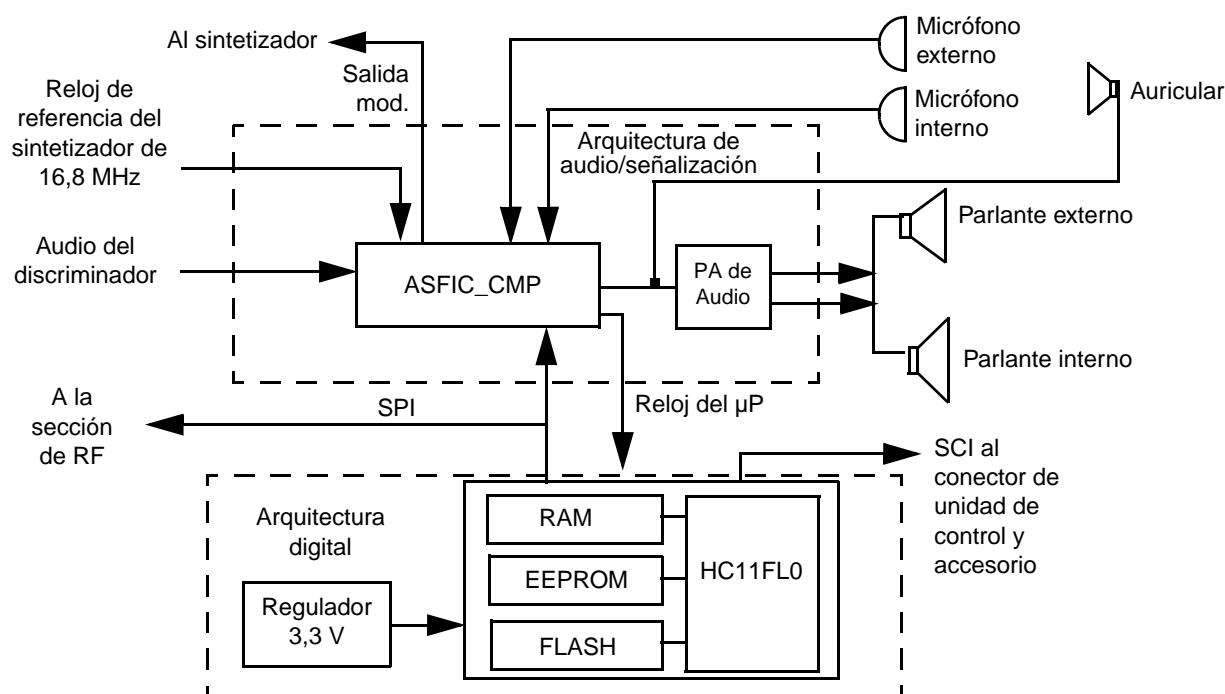 Al sintetizador
Salida
mod.
Micrófono
externo
Micrófono
interno
Auricular
Reloj de
referencia del
sintetizador de
16,8 MHz
Arquitectura de
audio/señalización
Audio del
discriminador
ASFIC_CMP
PA de
Audio
Parlante externo
Parlante interno
A la
sección
de RF
SPI
Reloj del µP
SCI al
conector de
unidad de
control y
accesorio
Arquitectura
digital
RAM
EEPROM
FLASH
HC11FL0
Regulador
3,3 V